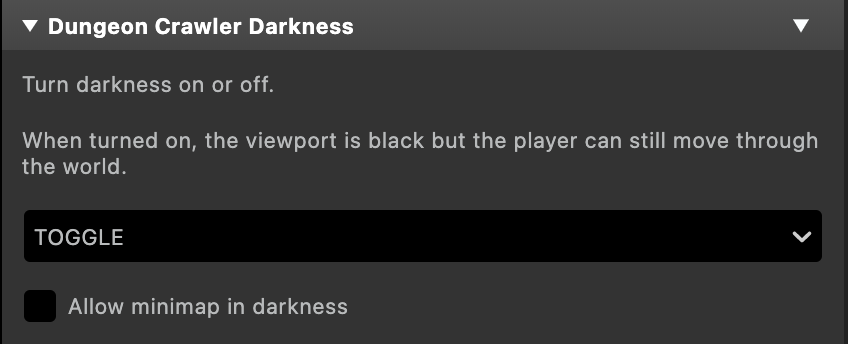 Dungeon Crawler Darkness
Turn darkness on or off.
When turned on, the viewport is black but the player can still move through
the world.
TOGGLE
Allow minimap in darkness